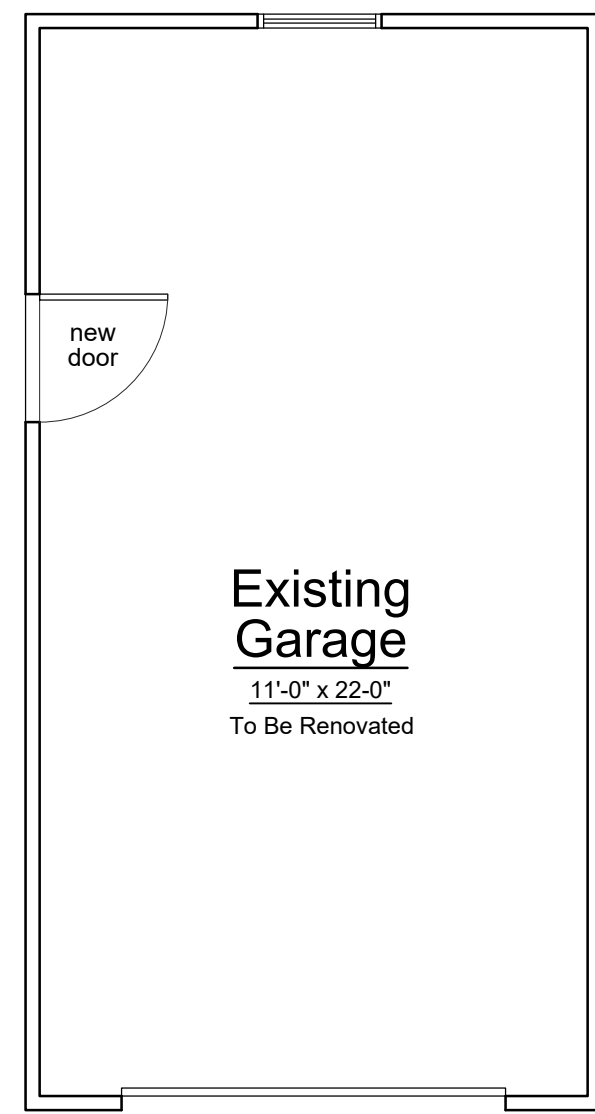 new
door
Existing
Garage
11'-0" x 22-0"
To Be Renovated